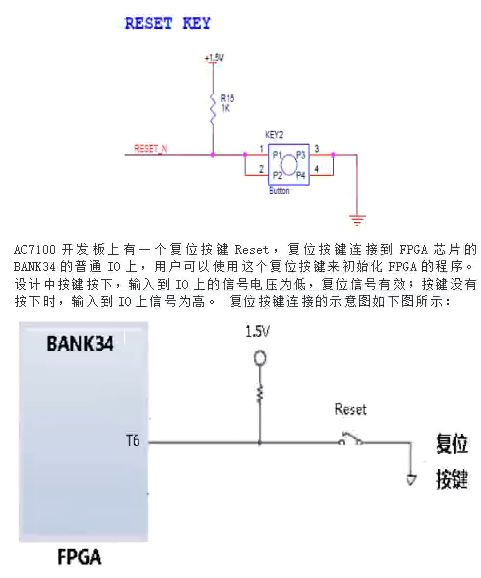 RESET KEY
+1.5V
R15
1K
KEY2
RESET_N
1 P1 P3 3
2 P2 P4 4
Button
AC7100 开发板上有一个复位按键 Reset，复位按键连接到 FPGA 芯片的
BANK34 的普通 IO 上，用户可以使用这个复位按键来初始化 FPGA 的程序。
设计中按键按下，输入到 IO 上的信号电压为低，复位信号有效；按键没有
按下时，输入到 IO 上信号为高。 复位按键连接的示意图如下图所示：
1.5V
BANK34
Reset
T6
复位
按键
FPGA